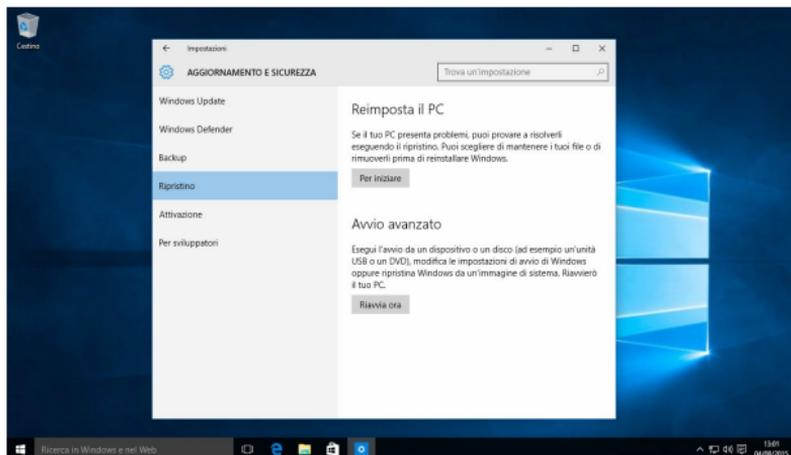 Cestino
Impostazioni
AGGIORNAMENTO E SICUREZZA
Trova un'impostazione
Windows Update
Windows Defender
Backup
Ripristino
Attivazione
Per sviluppatori
Reimposta il PC
Se il tuo PC presenta problemi, puoi provare a risolverli
eseguendo il ripristino. Puoi scegliere di mantenere i tuoi file o di
rimuoverli prima di reinstallare Windows.
Per iniziare
Avvio avanzato
Esegui l'avvio da un dispositivo o un disco (ad esempio un'unità
USB o un DVD), modifica le impostazioni di avvio di Windows
oppure ripristina Windows da un'immagine di sistema. Riavvierò
il tuo PC.
Riavvia ora
Ricerca in Windows e nel Web
13:01
04/08/2015